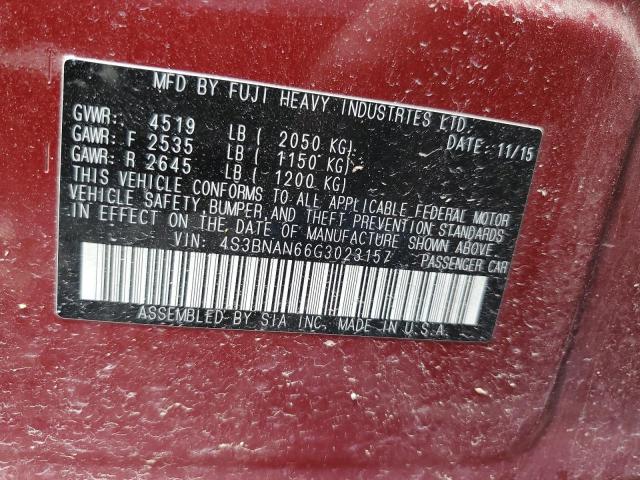 MFD BY FUJI HEAVY INDUSTRIES LTD.
GVWR: 4519 LB ( 2050 KG) DATE: 11/15
GAWR: F 2535 LB ( 1150 KG)
GAWR: R 2645 LB ( 1200 KG)
THIS VEHICLE CONFORMS TO ALL APPLICABLE FEDERAL MOTOR
VEHICLE SAFETY, BUMPER, AND THEFT PREVENTION STANDARDS
IN EFFECT ON THE DATE OF MANUFACTURE SHOWN ABOVE
VIN: 4S3BNAN66G3023157 PASSENGER CAR
ASSEMBLED BY SIA INC. MADE IN U.S.A.